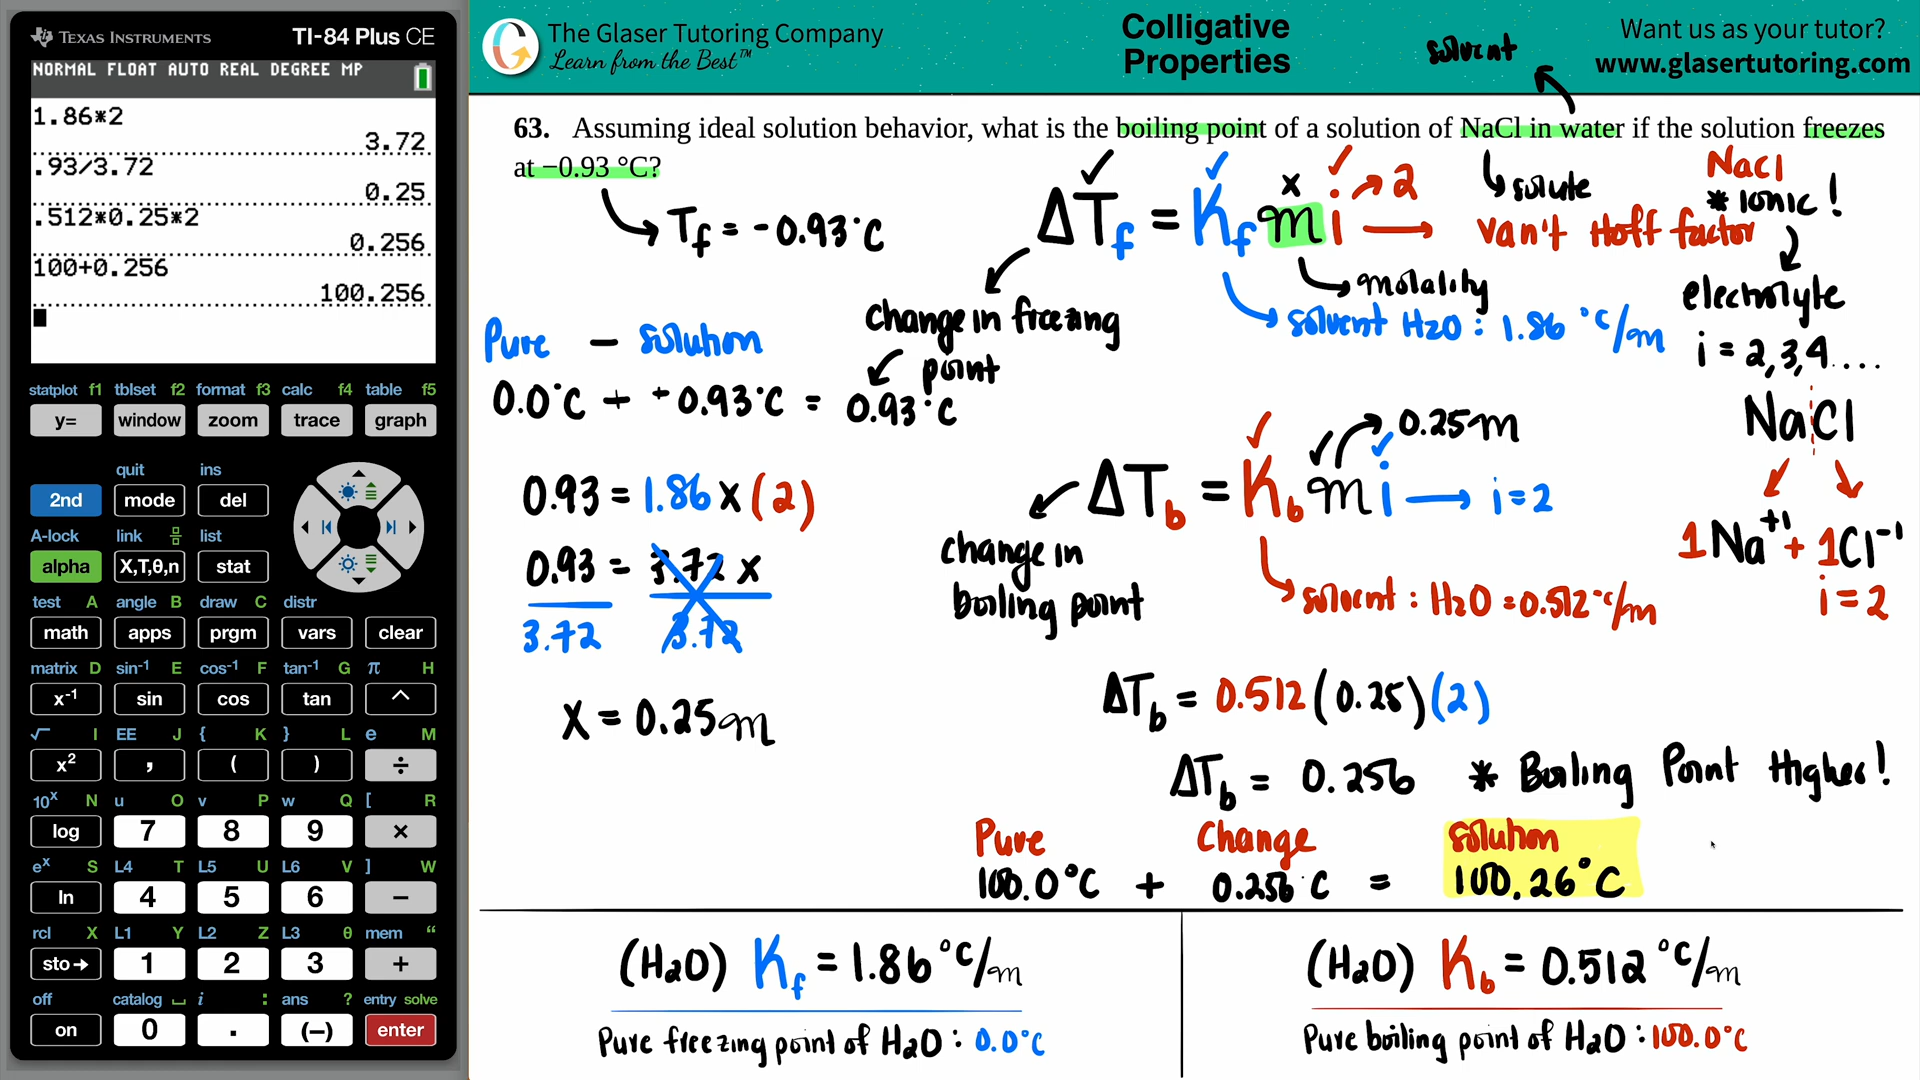 TEXAS INSTRUMENTS TI-84 Plus CE
NORMAL FLOAT AUTO REAL DEGREE MP
1.86*2
3.72
.93/3.72
0.25
.512*0.25*2
0.256
100+0.256
100.256
statplot f1 tblset f2 format f3 calc f4 table f5
y= window zoom trace graph
quit ins
2nd mode del
A-lock link list
alpha X,T,θ,n stat
test A angle B draw C distr
math apps prgm vars clear
matrix D sin⁻¹ E cos⁻¹ F tan⁻¹ G π H
x⁻¹ sin cos tan ^
√ I EE J { K } L e M
x² , ( ) ÷
10ˣ N u O v P w Q [ R
log 7 8 9 ×
eˣ S L4 T L5 U L6 V ] W
ln 4 5 6 −
rcl X L1 Y L2 Z L3 θ mem "
sto→ 1 2 3 +
off catalog ⎵ i : ans ? entry solve
on 0 . (−) enter
The Glaser Tutoring Company
Learn from the Best™
Colligative
Properties
solvent
Want us as your tutor?
www.glasertutoring.com
63. Assuming ideal solution behavior, what is the boiling point of a solution of NaCl in water if the solution freezes
at −0.93 °C?
Tf = -0.93°C
ΔTf = Kf m i → van't Hoff factor
x
2
solute
NaCl
* ionic!
electrolyte
i = 2,3,4....
molality
solvent H2O : 1.86 °C/m
change in freezing
point
Pure − solution
0.0°C + +0.93°C = 0.93°C
0.93 = 1.86 x (2)
0.93 = 3.72 x
3.72 3.72
x = 0.25 m
0.25 m
ΔTb = Kb m i → i=2
change in
boiling point
solvent : H2O = 0.512 °C/m
NaCl
1Na+1 + 1Cl-1
i = 2
ΔTb = 0.512 (0.25)(2)
ΔTb = 0.256 * Boiling Point Higher!
Pure Change solution
100.0°C + 0.256°C = 100.26°C
(H2O) Kf = 1.86 °C/m
Pure freezing point of H2O : 0.0°C
(H2O) Kb = 0.512 °C/m
Pure boiling point of H2O : 100.0°C